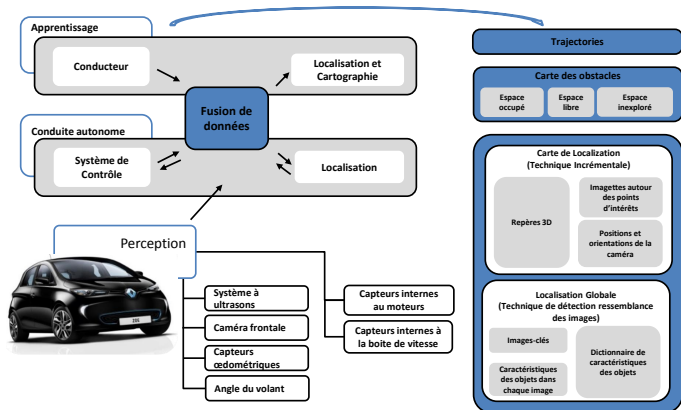 Apprentissage
Conducteur
Localisation et
Cartographie
Fusion de
données
Conduite autonome
Système de
Contrôle
Localisation
Perception
Système à
ultrasons
Caméra frontale
Capteurs
œdométriques
Angle du volant
Capteurs internes
au moteurs
Capteurs internes à
la boite de vitesse
Trajectories
Carte des obstacles
Espace
occupé
Espace
libre
Espace
inexploré
Carte de Localization
(Technique Incrémentale)
Repères 3D
Imagettes autour
des points
d'intérêts
Positions et
orientations de la
caméra
Localisation Globale
(Technique de détection ressemblance
des images)
Images-clés
Caractéristiques
des objets dans
chaque image
Dictionnaire de
caractéristiques
des objets